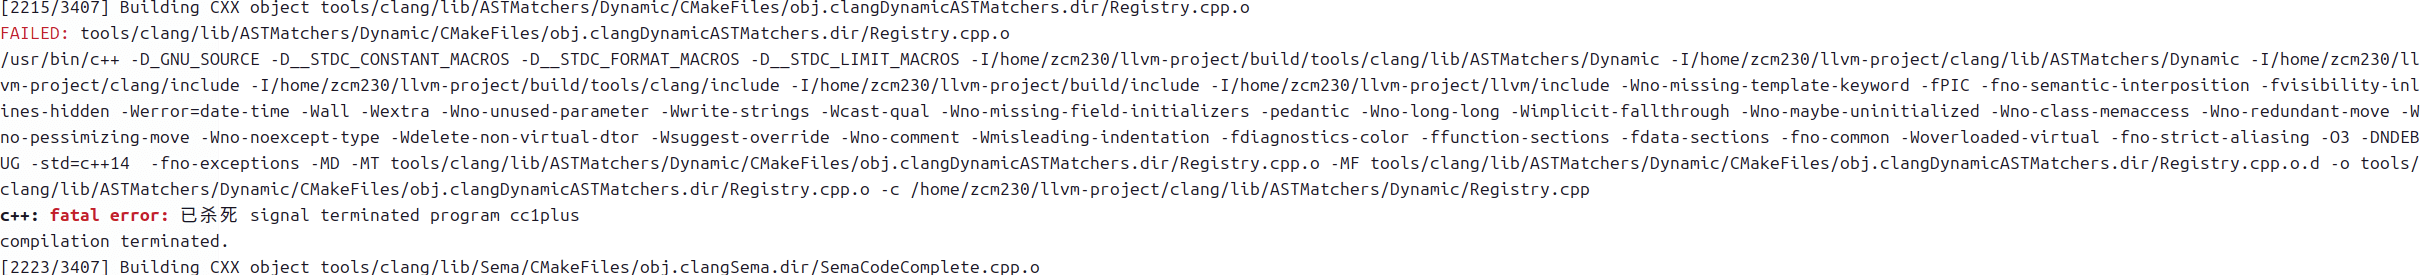 [2215/3407] Building CXX object tools/clang/lib/ASTMatchers/Dynamic/CMakeFiles/obj.clangDynamicASTMatchers.dir/Registry.cpp.o
FAILED: tools/clang/lib/ASTMatchers/Dynamic/CMakeFiles/obj.clangDynamicASTMatchers.dir/Registry.cpp.o
/usr/bin/c++ -D_GNU_SOURCE -D__STDC_CONSTANT_MACROS -D__STDC_FORMAT_MACROS -D__STDC_LIMIT_MACROS -I/home/zcm230/llvm-project/build/tools/clang/lib/ASTMatchers/Dynamic -I/home/zcm230/llvm-project/clang/lib/ASTMatchers/Dynamic -I/home/zcm230/ll
vm-project/clang/include -I/home/zcm230/llvm-project/build/tools/clang/include -I/home/zcm230/llvm-project/build/include -I/home/zcm230/llvm-project/llvm/include -Wno-missing-template-keyword -fPIC -fno-semantic-interposition -fvisibility-inl
ines-hidden -Werror=date-time -Wall -Wextra -Wno-unused-parameter -Wwrite-strings -Wcast-qual -Wno-missing-field-initializers -pedantic -Wno-long-long -Wimplicit-fallthrough -Wno-maybe-uninitialized -Wno-class-memaccess -Wno-redundant-move -W
no-pessimizing-move -Wno-noexcept-type -Wdelete-non-virtual-dtor -Wsuggest-override -Wno-comment -Wmisleading-indentation -fdiagnostics-color -ffunction-sections -fdata-sections -fno-common -Woverloaded-virtual -fno-strict-aliasing -O3 -DNDEB
UG -std=c++14  -fno-exceptions -MD -MT tools/clang/lib/ASTMatchers/Dynamic/CMakeFiles/obj.clangDynamicASTMatchers.dir/Registry.cpp.o -MF tools/clang/lib/ASTMatchers/Dynamic/CMakeFiles/obj.clangDynamicASTMatchers.dir/Registry.cpp.o.d -o tools/
clang/lib/ASTMatchers/Dynamic/CMakeFiles/obj.clangDynamicASTMatchers.dir/Registry.cpp.o -c /home/zcm230/llvm-project/clang/lib/ASTMatchers/Dynamic/Registry.cpp
c++: fatal error: 已杀死 signal terminated program cc1plus
compilation terminated.
[2223/3407] Building CXX object tools/clang/lib/Sema/CMakeFiles/obj.clangSema.dir/SemaCodeComplete.cpp.o